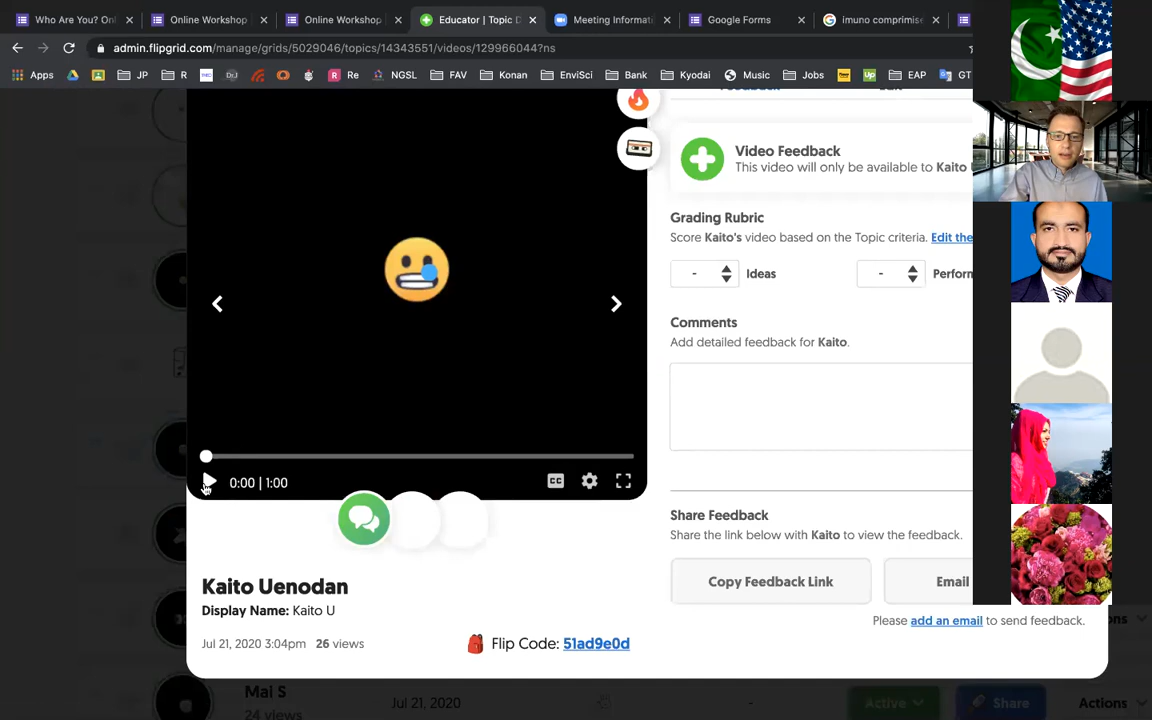 Who Are You? Onl
Online Workshop
Online Workshop
Educator | Topic D
Meeting Informati
Google Forms
imuno comprimise
admin.flipgrid.com/manage/grids/5029046/topics/14343551/videos/129966044?ns
Apps JP R Re NGSL FAV Konan EnviSci Bank Kyodai Music Jobs EAP GT
Video Feedback
This video will only be available to Kaito
Grading Rubric
Score Kaito's video based on the Topic criteria. Edit the
- Ideas - Perform
Comments
Add detailed feedback for Kaito.
0:00 | 1:00
CC
Share Feedback
Share the link below with Kaito to view the feedback.
Copy Feedback Link
Email
Please add an email to send feedback.
Kaito Uenodan
Display Name: Kaito U
Jul 21, 2020 3:04pm 26 views
Flip Code: 51ad9e0d
Mai S
24 views
Jul 21, 2020
-
Active
Share
Actions